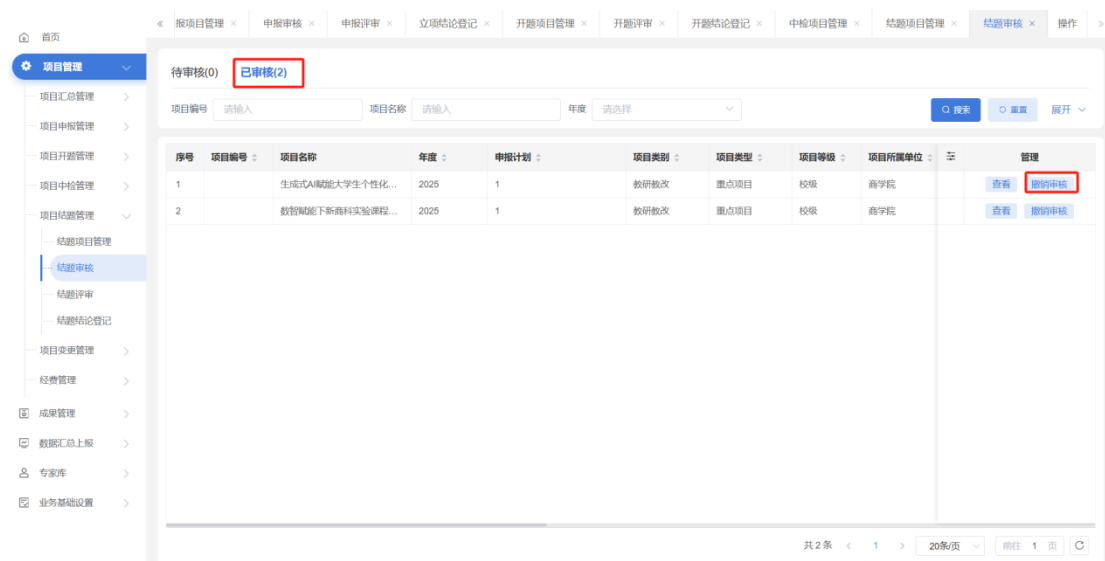 首页
项目管理
项目汇总管理
项目申报管理
项目开题管理
项目中检管理
项目结题管理
结题项目管理
结题审核
结题评审
结题结论登记
项目变更管理
经费管理
成果管理
数据汇总上报
专家库
业务基础设置
« 报项目管理 × 申报审核 × 申报评审 × 立项结论登记 × 开题项目管理 × 开题评审 × 开题结论登记 × 中检项目管理 × 结题项目管理 × 结题审核 × 操作 »
待审核(0) 已审核(2)
项目编号 请输入 项目名称 请输入 年度 请选择 搜索 重置 展开
序号 项目编号 项目名称 年度 申报计划 项目类别 项目类型 项目等级 项目所属单位 管理
1 生成式AI赋能大学生个性化... 2025 1 教研教改 重点项目 校级 商学院 查看 撤销审核
2 数智赋能下新商科实验课程... 2025 1 教研教改 重点项目 校级 商学院 查看 撤销审核
共 2 条 < 1 > 20条/页 前往 1 页